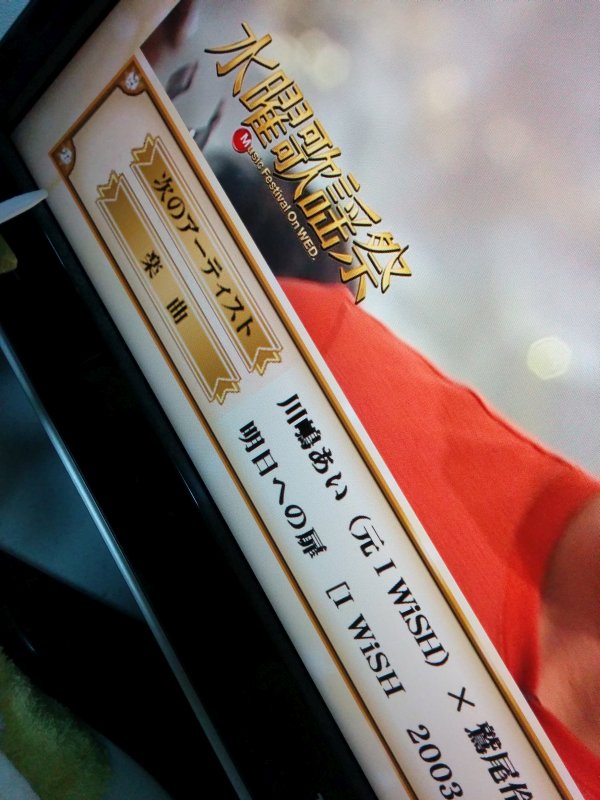 水曜歌謡祭
Music Festival On WED.
次のアーティスト
川嶋あい(元 I WiSH) × 鷲尾伶
楽曲
明日への扉 [I WiSH 2003